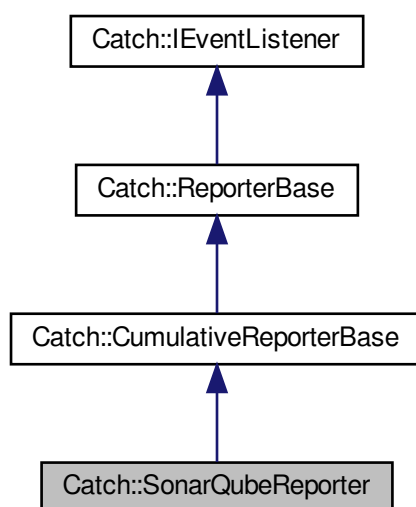 Catch::IEventListener
Catch::ReporterBase
Catch::CumulativeReporterBase
Catch::SonarQubeReporter